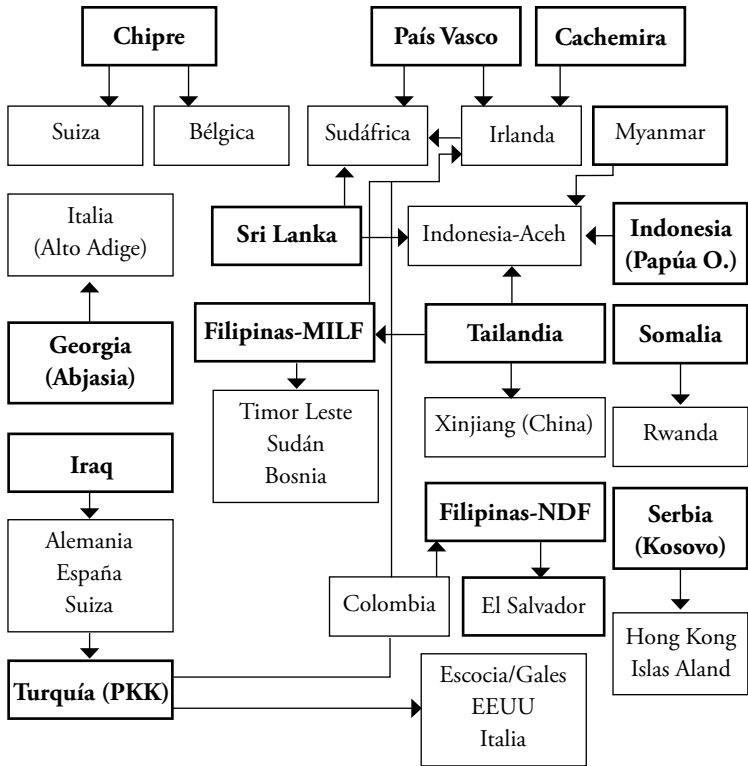 Chipre
País Vasco
Cachemira
Suiza
Bélgica
Sudáfrica
Irlanda
Myanmar
Italia
(Alto Adige)
Sri Lanka
Indonesia-Aceh
Indonesia
(Papúa O.)
Georgia
(Abjasia)
Filipinas-MILF
Tailandia
Somalia
Timor Leste
Sudán
Bosnia
Xinjiang (China)
Rwanda
Iraq
Filipinas-NDF
Serbia
(Kosovo)
Alemania
España
Suiza
Colombia
El Salvador
Hong Kong
Islas Aland
Turquía (PKK)
Escocia/Gales
EEUU
Italia